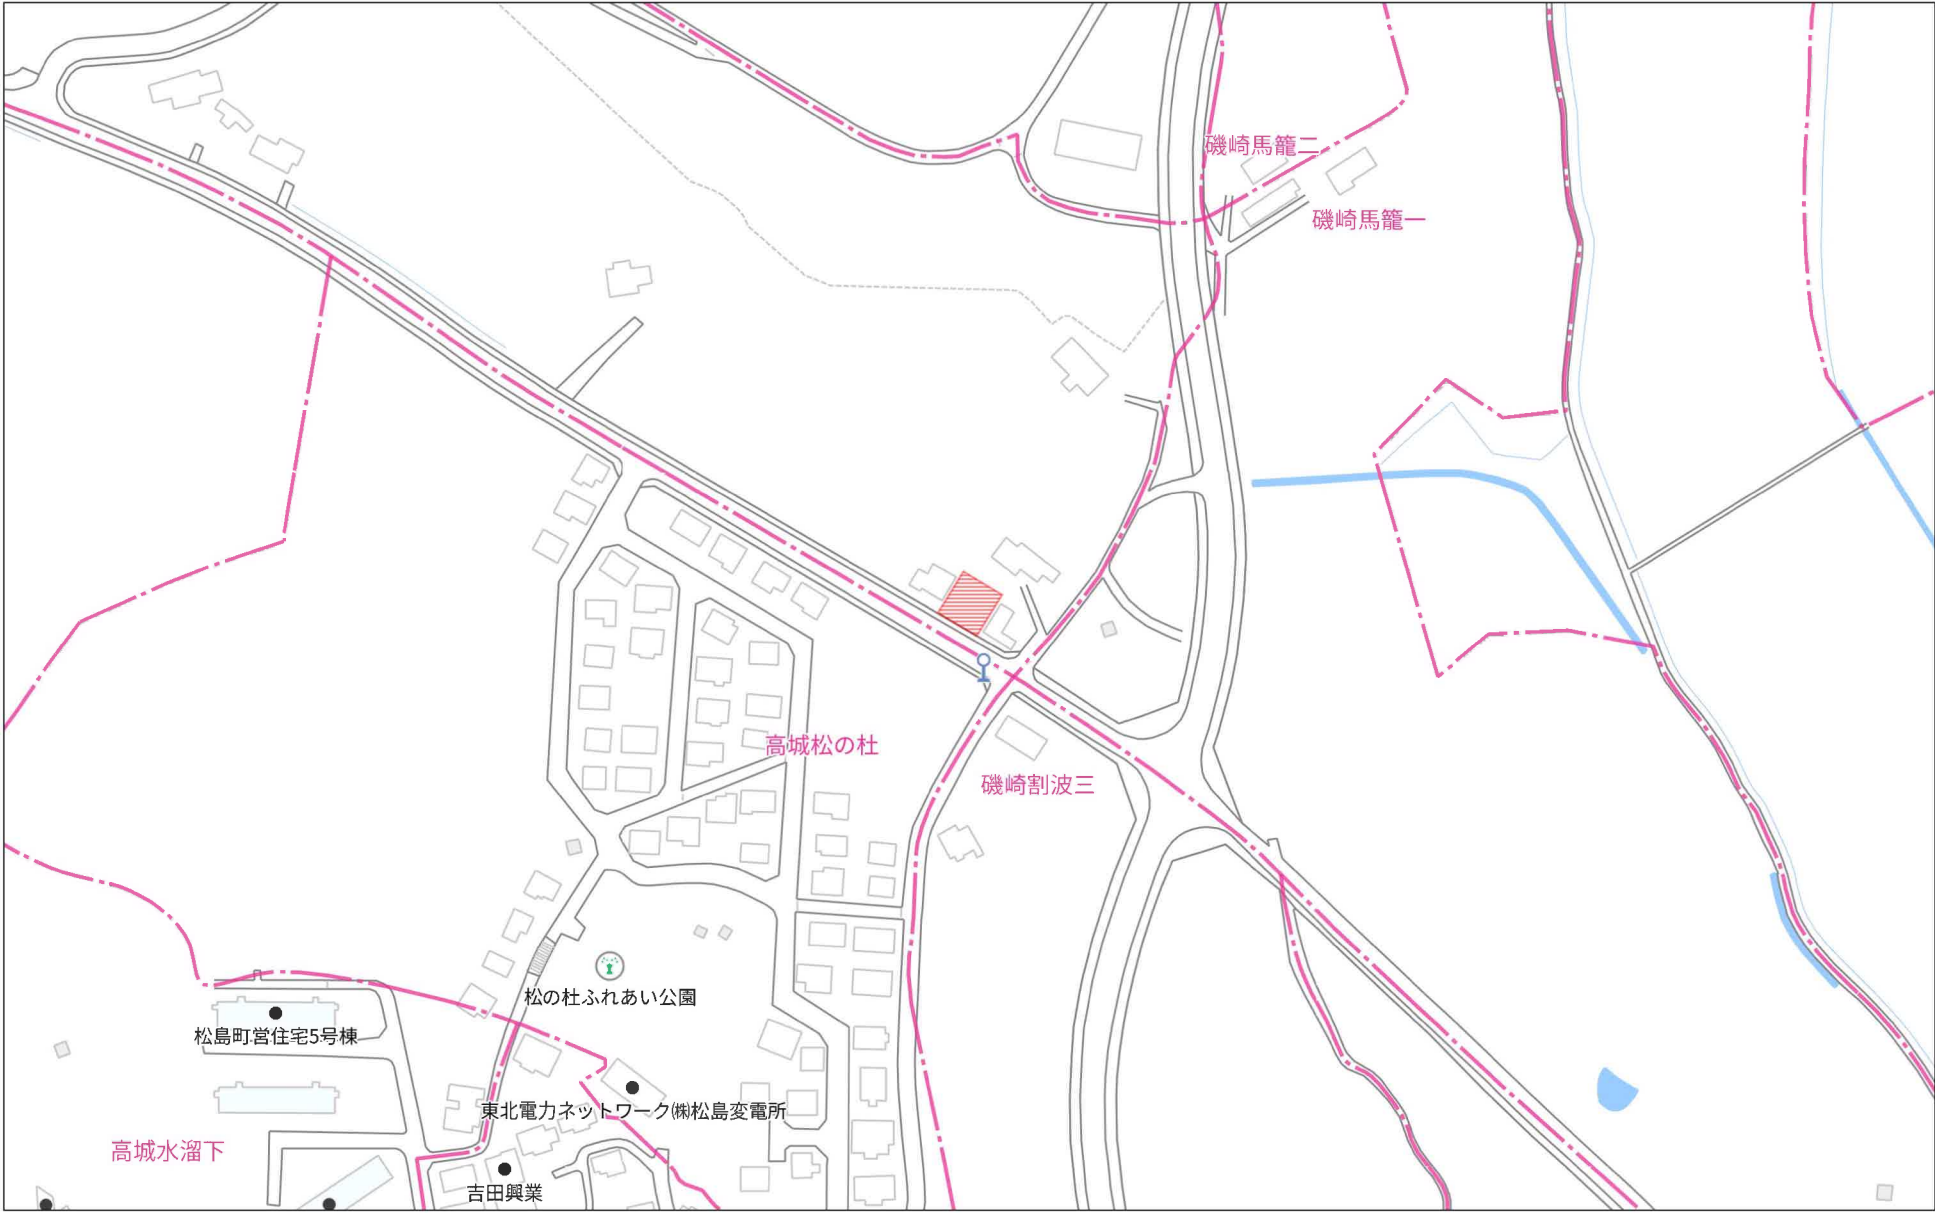 磯崎馬籠二
磯崎馬籠一
高城松の杜
磯崎割波三
松の杜ふれあい公園
松島町営住宅5号棟
東北電力ネットワーク㈱松島変電所
高城水溜下
吉田興業